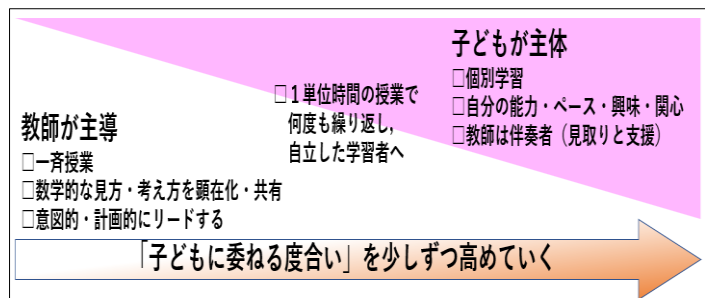 教師が主導
□一斉授業
□数学的な見方・考え方を顕在化・共有
□意図的・計画的にリードする
□１単位時間の授業で
何度も繰り返し，
自立した学習者へ
子どもが主体
□個別学習
□自分の能力・ペース・興味・関心
□教師は伴奏者（見取りと支援）
「子どもに委ねる度合い」を少しずつ高めていく